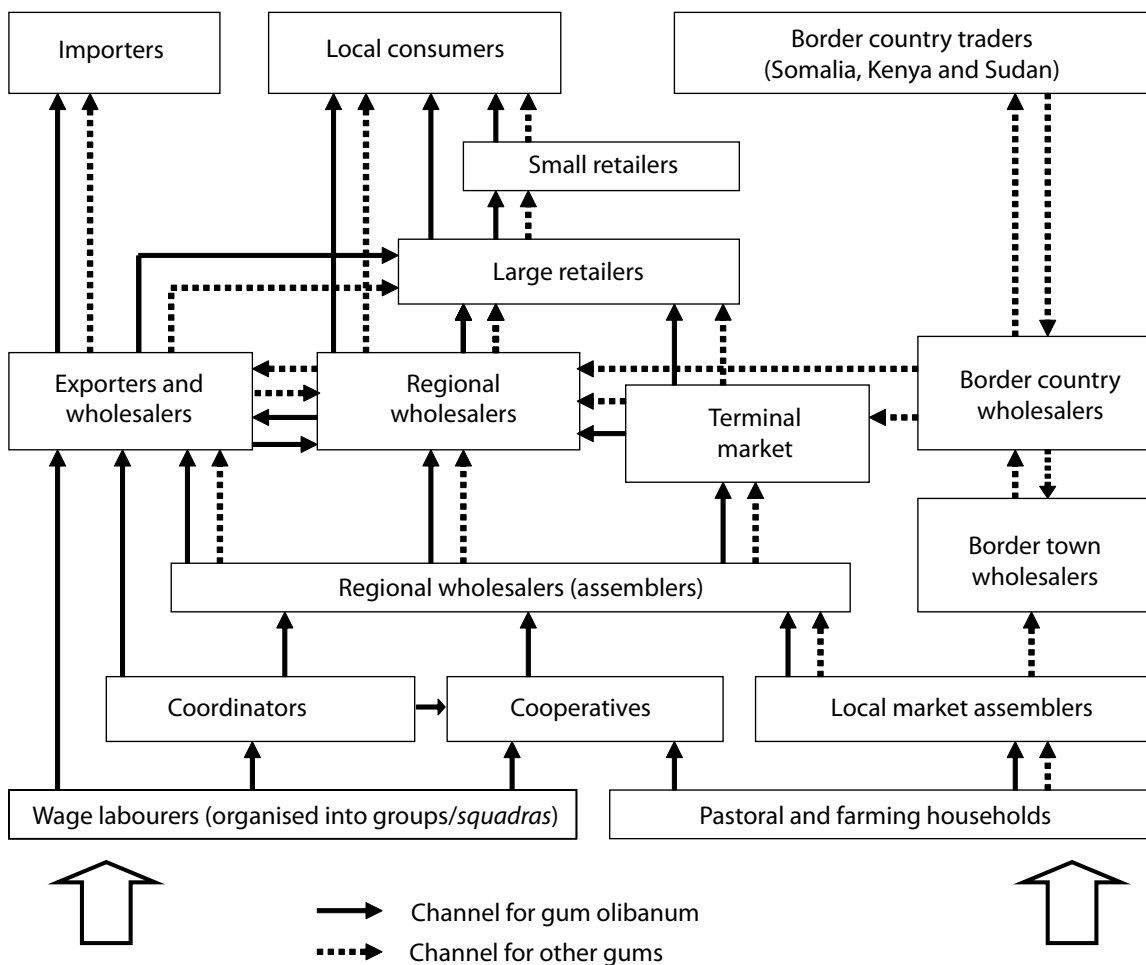 Importers
Local consumers
Border country traders
(Somalia, Kenya and Sudan)
Small retailers
Large retailers
Exporters and
wholesalers
Regional
wholesalers
Terminal
market
Border country
wholesalers
Border town
wholesalers
Regional wholesalers (assemblers)
Coordinators
Cooperatives
Local market assemblers
Wage labourers (organised into groups/squadras)
Pastoral and farming households
Channel for gum olibanum
Channel for other gums